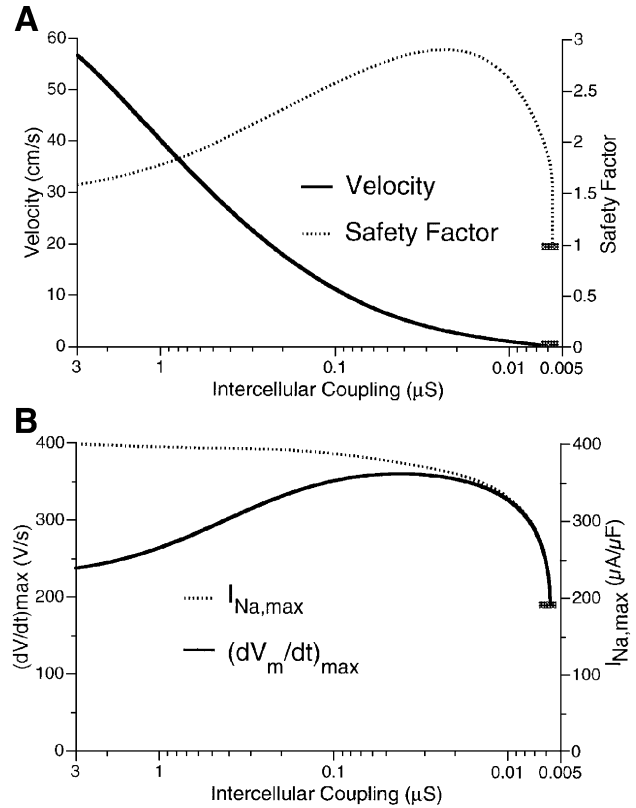 A
60
50
40
30
20
10
0
Velocity (cm/s)
3
2.5
2
1.5
1
0.5
0
Safety Factor
Velocity
Safety Factor
3
1
0.1
0.01
0.005
Intercellular Coupling (μS)
B
400
300
200
100
0
(dV/dt)max (V/s)
400
300
200
100
0
INa,max (μA/μF)
INa,max
(dVm/dt)max
3
1
0.1
0.01
0.005
Intercellular Coupling (μS)